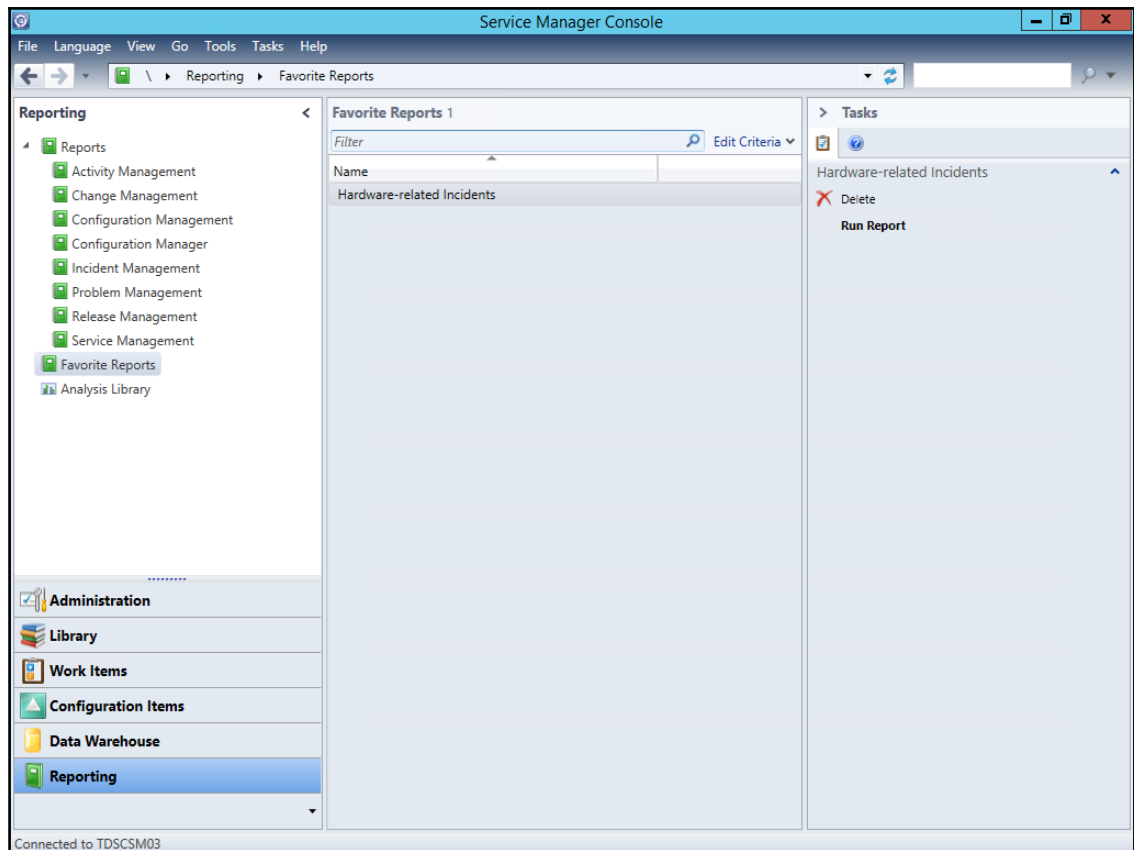 Service Manager Console
File Language View Go Tools Tasks Help
\ Reporting Favorite Reports
Reporting
Reports
Activity Management
Change Management
Configuration Management
Configuration Manager
Incident Management
Problem Management
Release Management
Service Management
Favorite Reports
Analysis Library
Administration
Library
Work Items
Configuration Items
Data Warehouse
Reporting
Favorite Reports 1
Filter Edit Criteria
Name
Hardware-related Incidents
Tasks
Hardware-related Incidents
Delete
Run Report
Connected to TDSCSM03